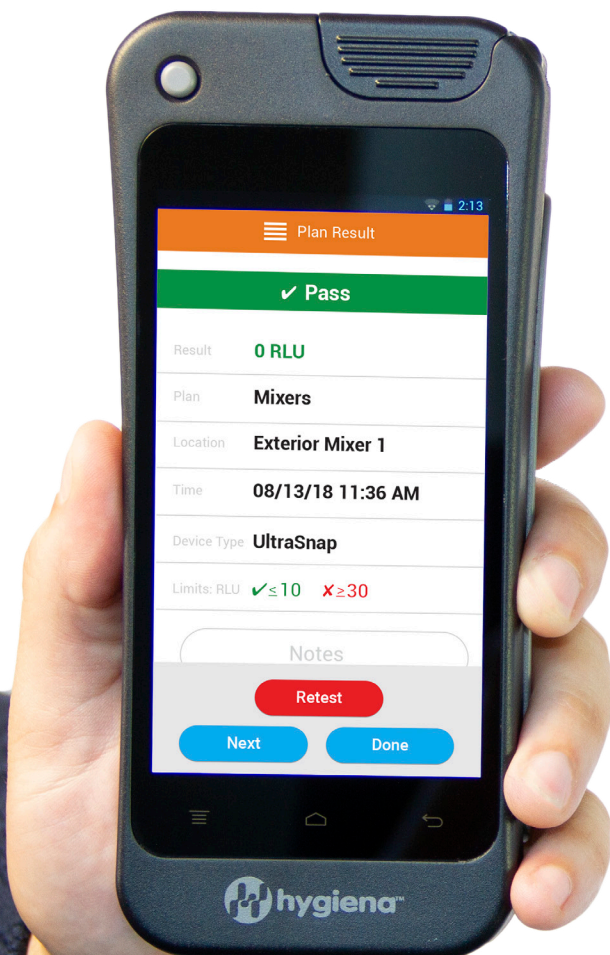 2:13
Plan Result
✔ Pass
Result 0 RLU
Plan Mixers
Location Exterior Mixer 1
Time 08/13/18 11:36 AM
Device Type UltraSnap
Limits: RLU ✔≤10 ✘≥30
Notes
Retest
Next Done
hygiena™